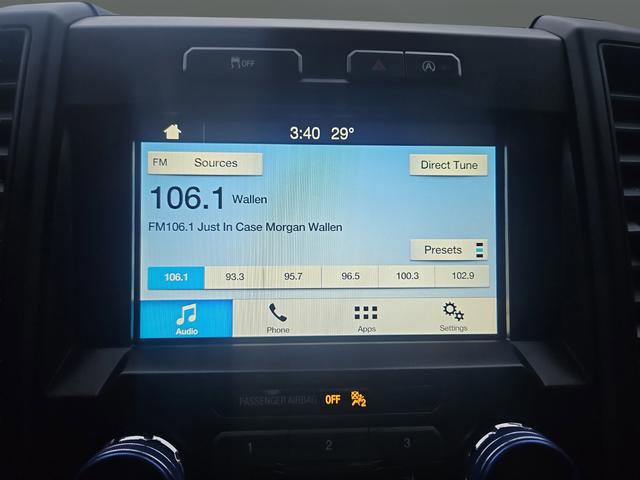 OFF
3:40 29°
FM Sources
Direct Tune
106.1 Wallen
FM106.1 Just In Case Morgan Wallen
Presets
106.1 93.3 95.7 96.5 100.3 102.9
Audio Phone Apps Settings
PASSENGER AIRBAG OFF 2
1 2 3